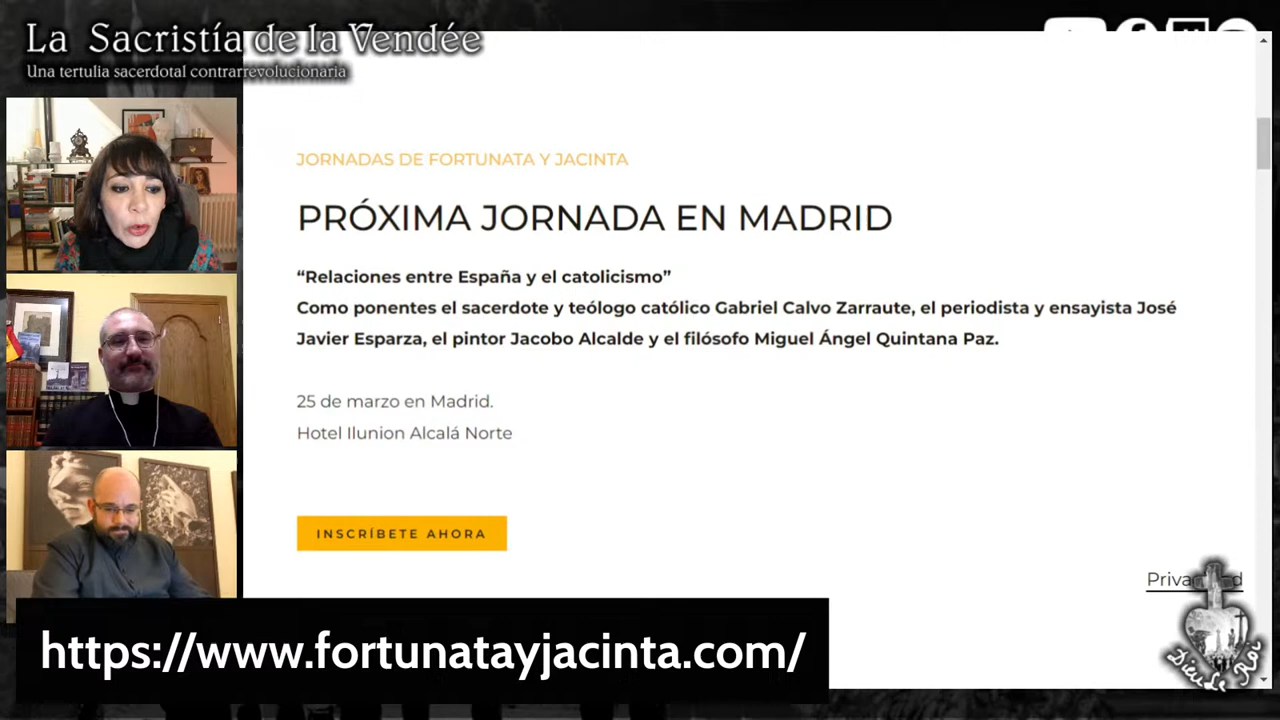 La Sacristía de la Vendée
Una tertulia sacerdotal contrarrevolucionaria
JORNADAS DE FORTUNATA Y JACINTA
PRÓXIMA JORNADA EN MADRID
“Relaciones entre España y el catolicismo”
Como ponentes el sacerdote y teólogo católico Gabriel Calvo Zarraute, el periodista y ensayista José
Javier Esparza, el pintor Jacobo Alcalde y el filósofo Miguel Ángel Quintana Paz.
25 de marzo en Madrid.
Hotel Ilunion Alcalá Norte
INSCRÍBETE AHORA
Dieu Le Roi
https://www.fortunatayjacinta.com/